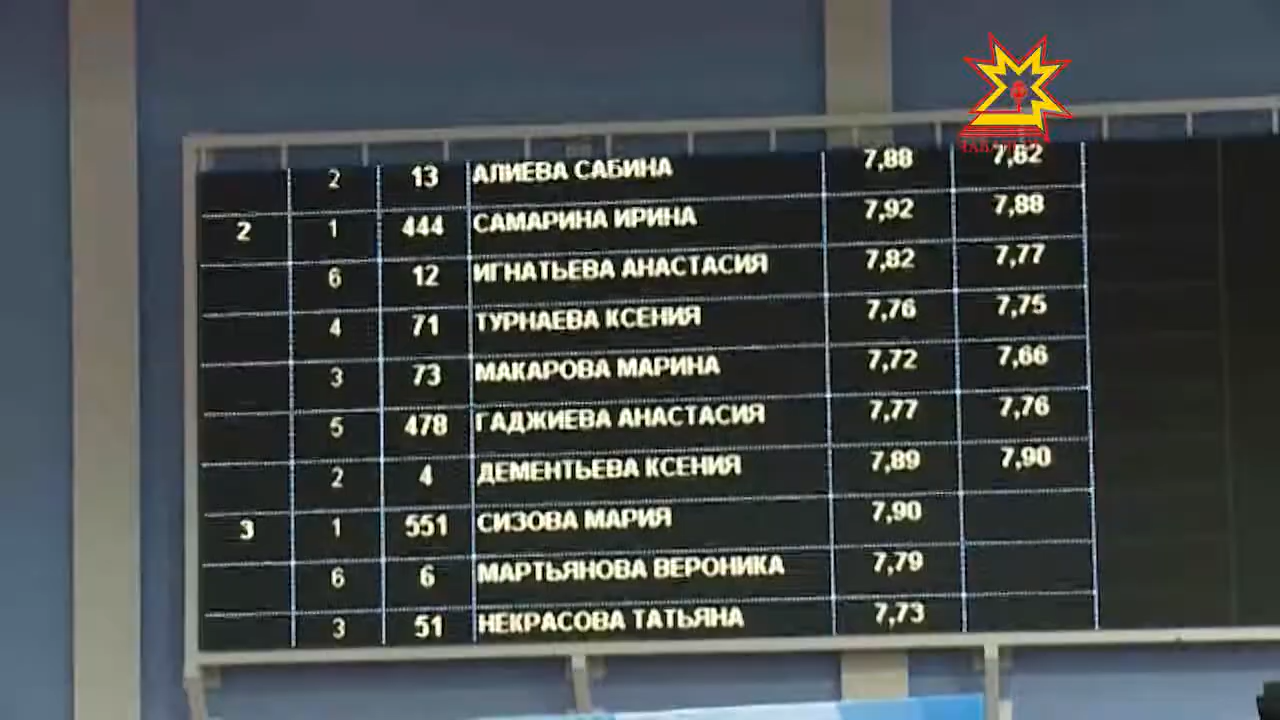 2 13 АЛИЕВА САБИНА 7,88 7,82
2 1 444 САМАРИНА ИРИНА 7,92 7,88
6 12 ИГНАТЬЕВА АНАСТАСИЯ 7,82 7,77
4 71 ТУРНАЕВА КСЕНИЯ 7,76 7,75
3 73 МАКАРОВА МАРИНА 7,72 7,66
5 478 ГАДЖИЕВА АНАСТАСИЯ 7,77 7,76
2 4 ДЕМЕНТЬЕВА КСЕНИЯ 7,89 7,90
3 1 551 СИЗОВА МАРИЯ 7,90
6 6 МАРТЬЯНОВА ВЕРОНИКА 7,79
3 51 НЕКРАСОВА ТАТЬЯНА 7,73